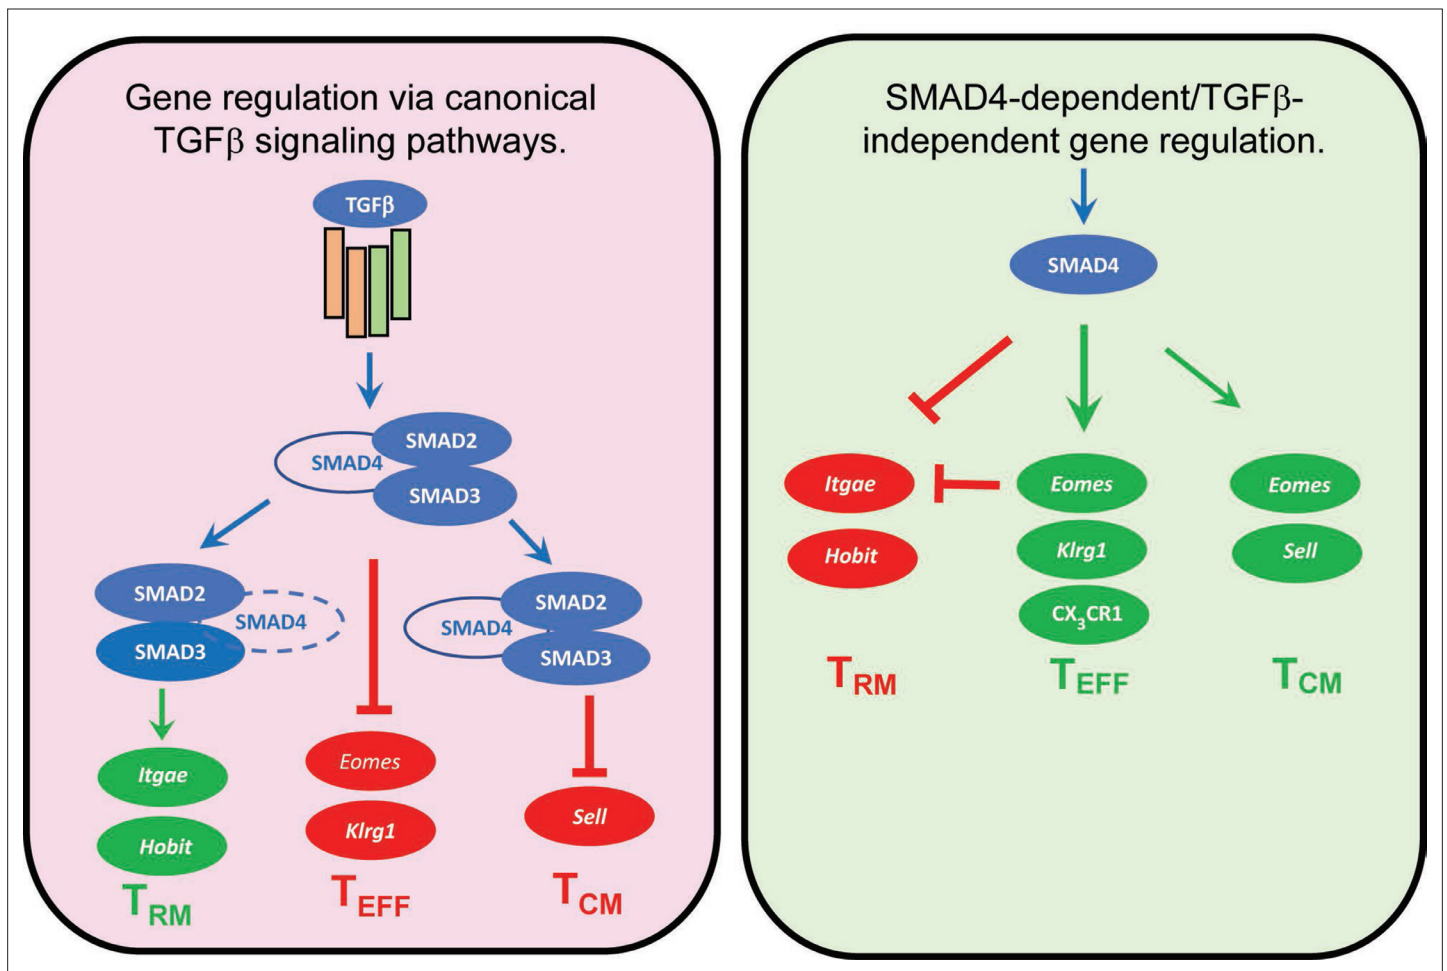 Gene regulation via canonical
TGFβ signaling pathways.
TGFβ
SMAD2
SMAD4
SMAD3
SMAD2
SMAD4
SMAD3
SMAD2
SMAD4
SMAD3
Itgae
Hobit
TRM
Eomes
Klrg1
TEFF
Sell
TCM
SMAD4-dependent/TGFβ-
independent gene regulation.
SMAD4
Itgae
Hobit
TRM
Eomes
Klrg1
CX3CR1
TEFF
Eomes
Sell
TCM